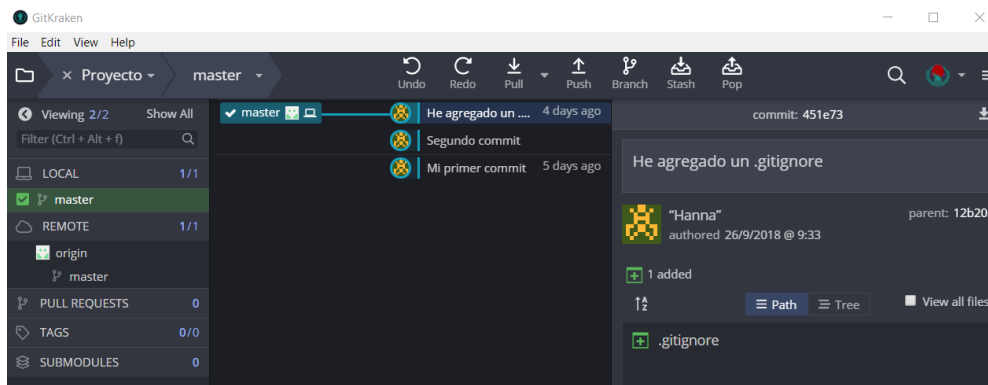 GitKraken
File Edit View Help
Proyecto
master
Undo Redo Pull Push Branch Stash Pop
Viewing 2/2 Show All
Filter (Ctrl + Alt + f)
LOCAL 1/1
master
REMOTE 1/1
origin
master
PULL REQUESTS 0
TAGS 0/0
SUBMODULES 0
master He agregado un .... 4 days ago
Segundo commit
Mi primer commit 5 days ago
commit: 451e73
He agregado un .gitignore
“Hanna” parent: 12b20
authored 26/9/2018 @ 9:33
1 added
Path Tree View all files
.gitignore